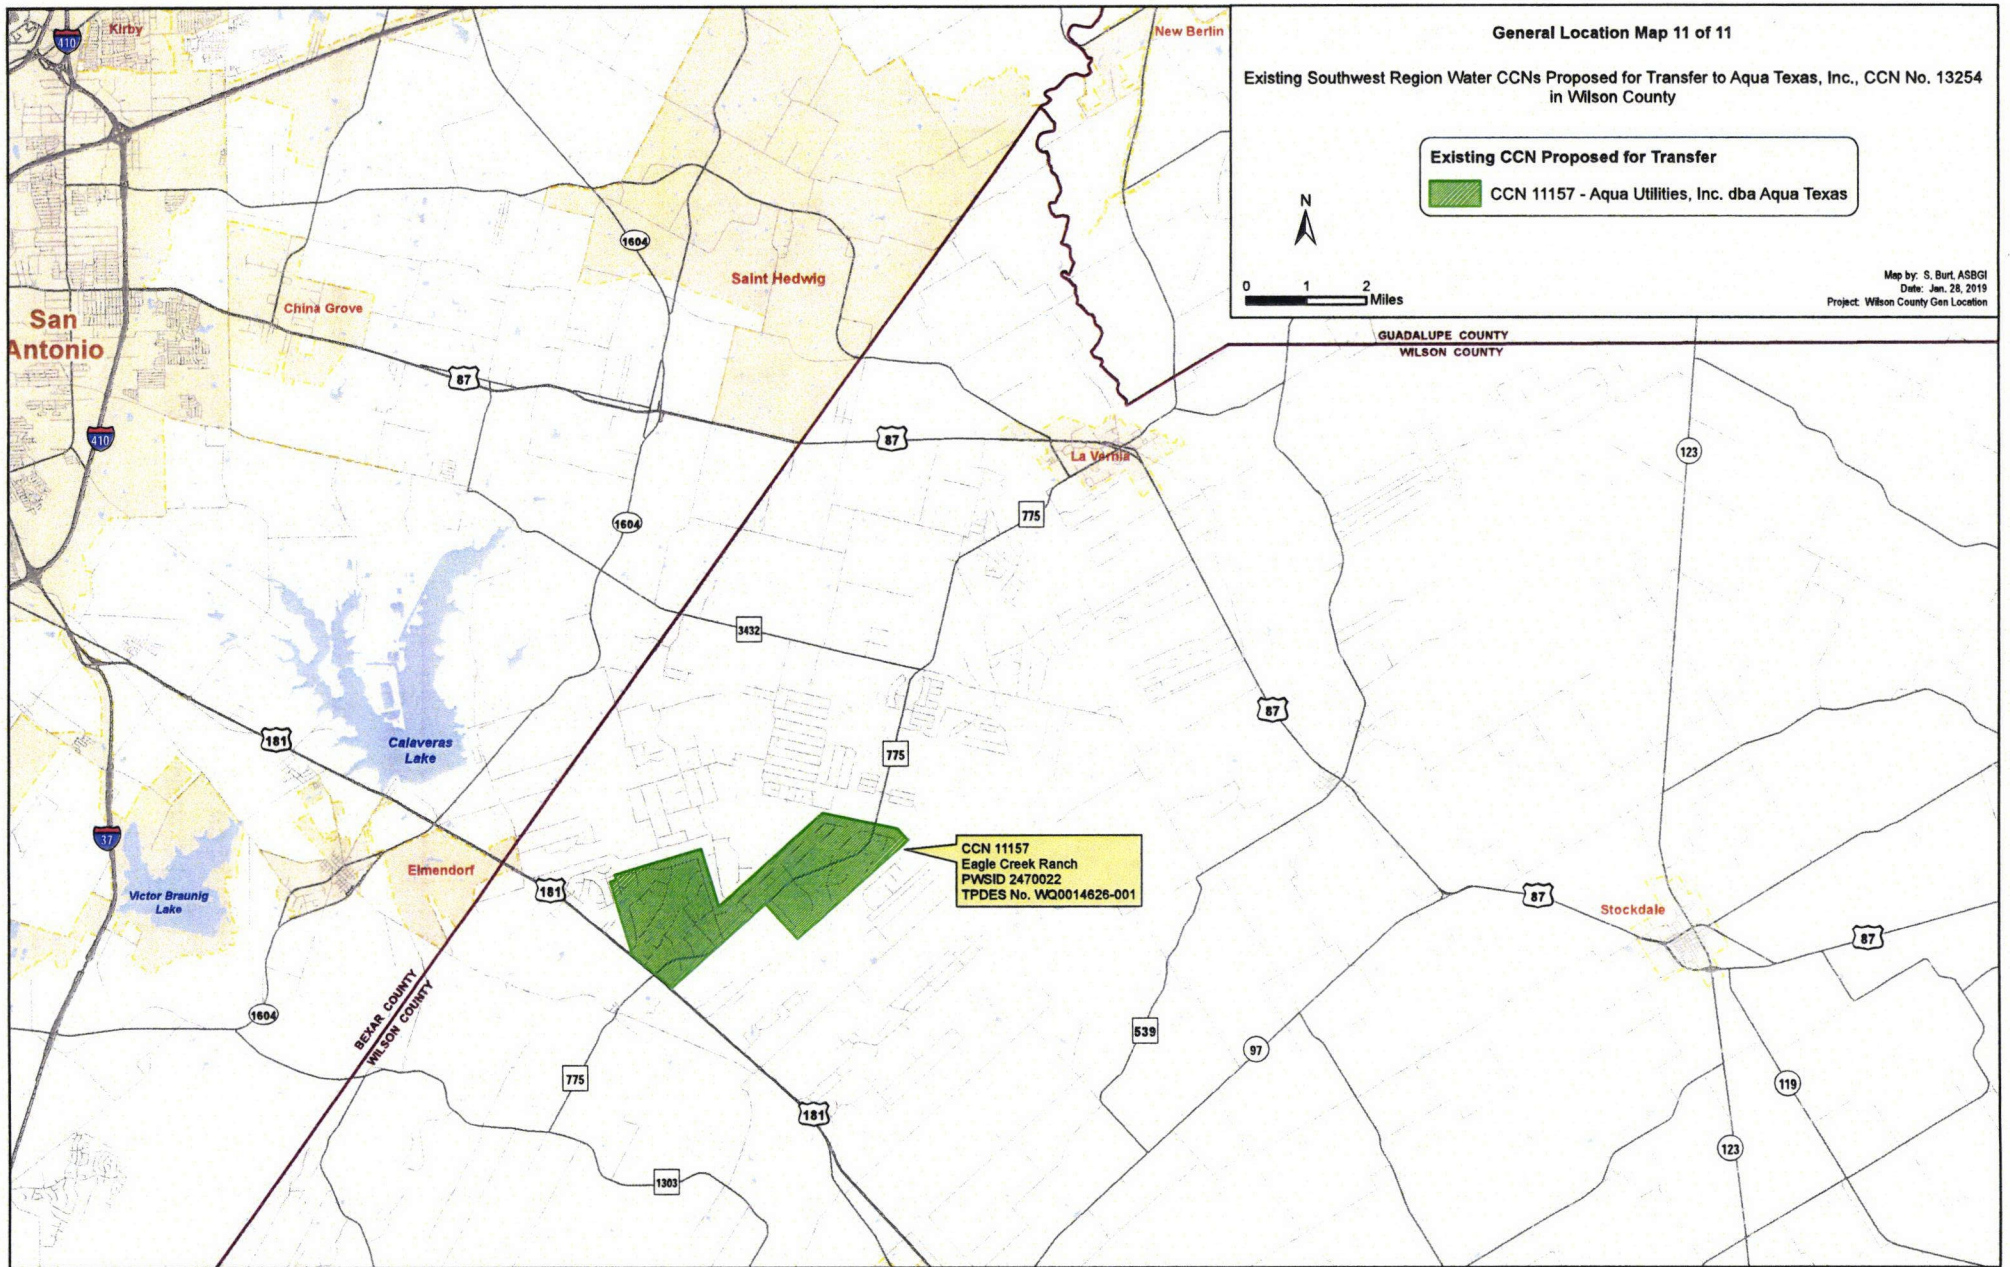 General Location Map 11 of 11
Existing Southwest Region Water CCNs Proposed for Transfer to Aqua Texas, Inc., CCN No. 13254
in Wilson County
Existing CCN Proposed for Transfer
CCN 11157 - Aqua Utilities, Inc. dba Aqua Texas
N
0 1 2
Miles
Map by: S. Burt, ASBGI
Date: Jan. 28, 2019
Project: Wilson County Gen Location
Kirby
410
New Berlin
1604
Saint Hedwig
China Grove
San
Antonio
GUADALUPE COUNTY
WILSON COUNTY
87
410
87
La Vernia
123
775
1604
3432
87
181
Calaveras
Lake
775
37
Elmendorf
CCN 11157
Eagle Creek Ranch
PWSID 2470022
TPDES No. WQ0014626-001
Victor Braunig
Lake
181
87
Stockdale
87
BEXAR COUNTY
WILSON COUNTY
1604
539
97
775
119
181
123
1303